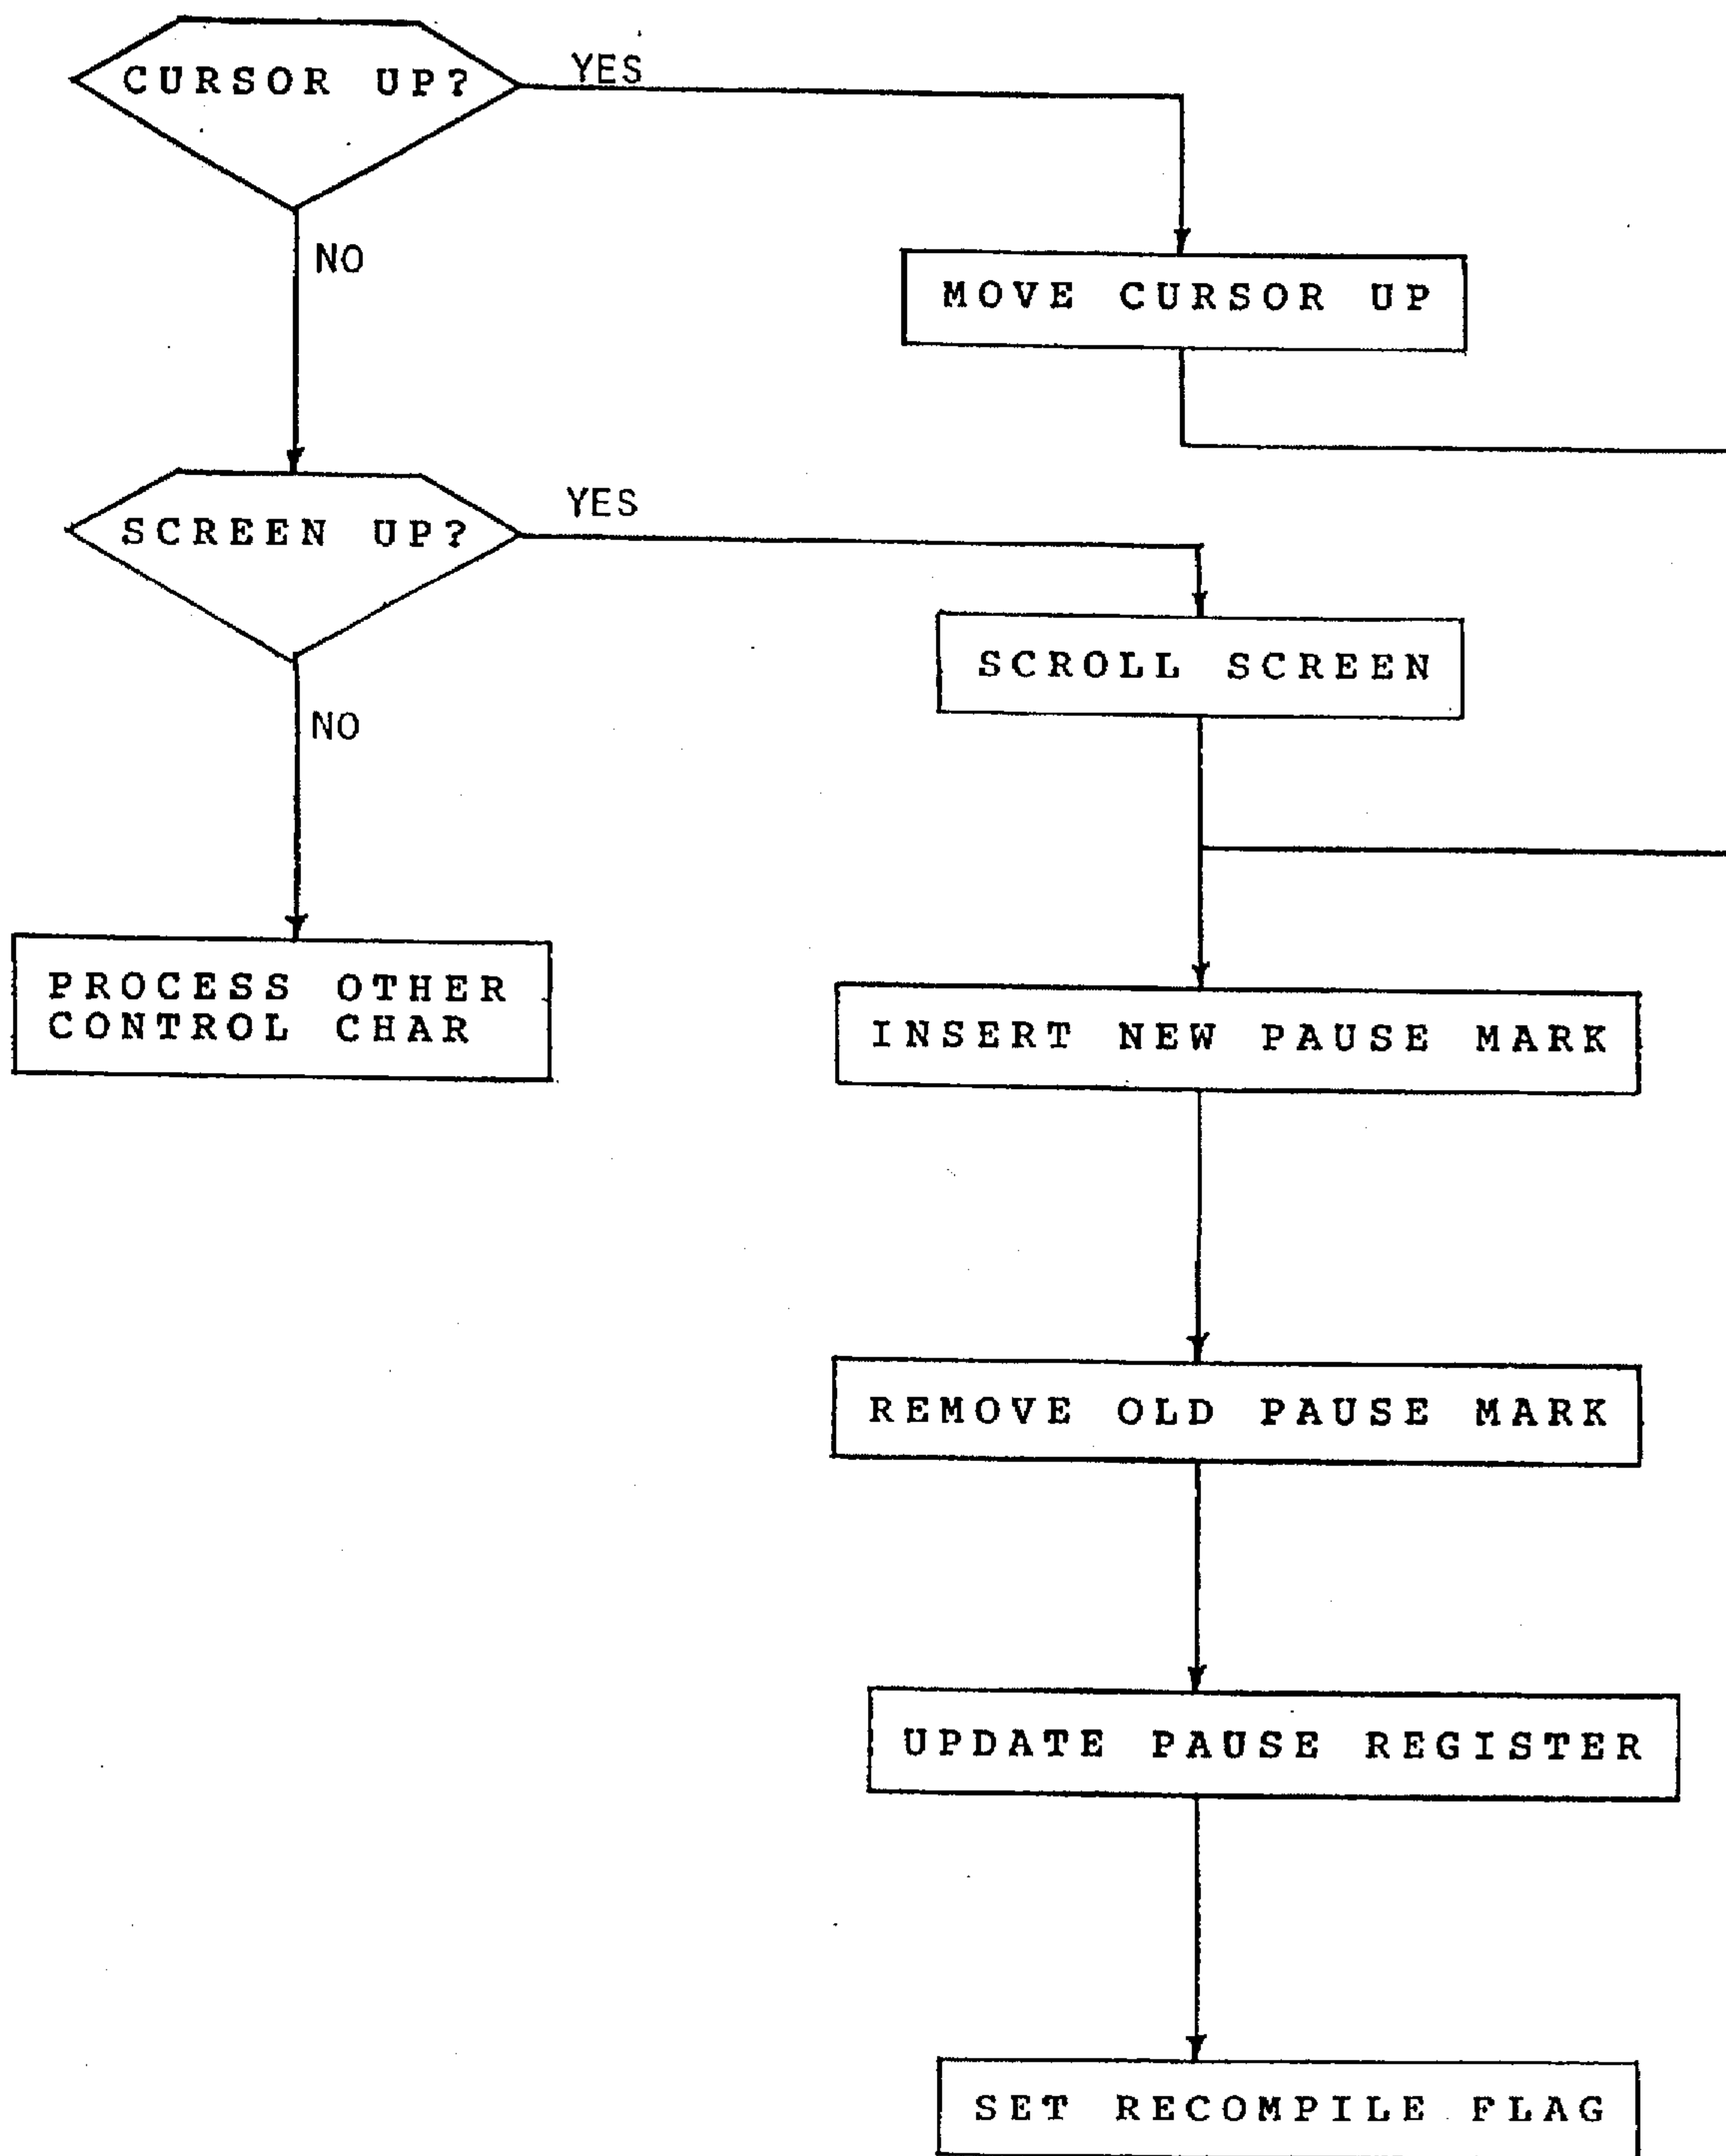 CURSOR UP?
YES
NO
MOVE CURSOR UP
SCREEN UP?
YES
SCROLL SCREEN
NO
PROCESS OTHER
CONTROL CHAR
INSERT NEW PAUSE MARK
REMOVE OLD PAUSE MARK
UPDATE PAUSE REGISTER
SET RECOMPILE FLAG